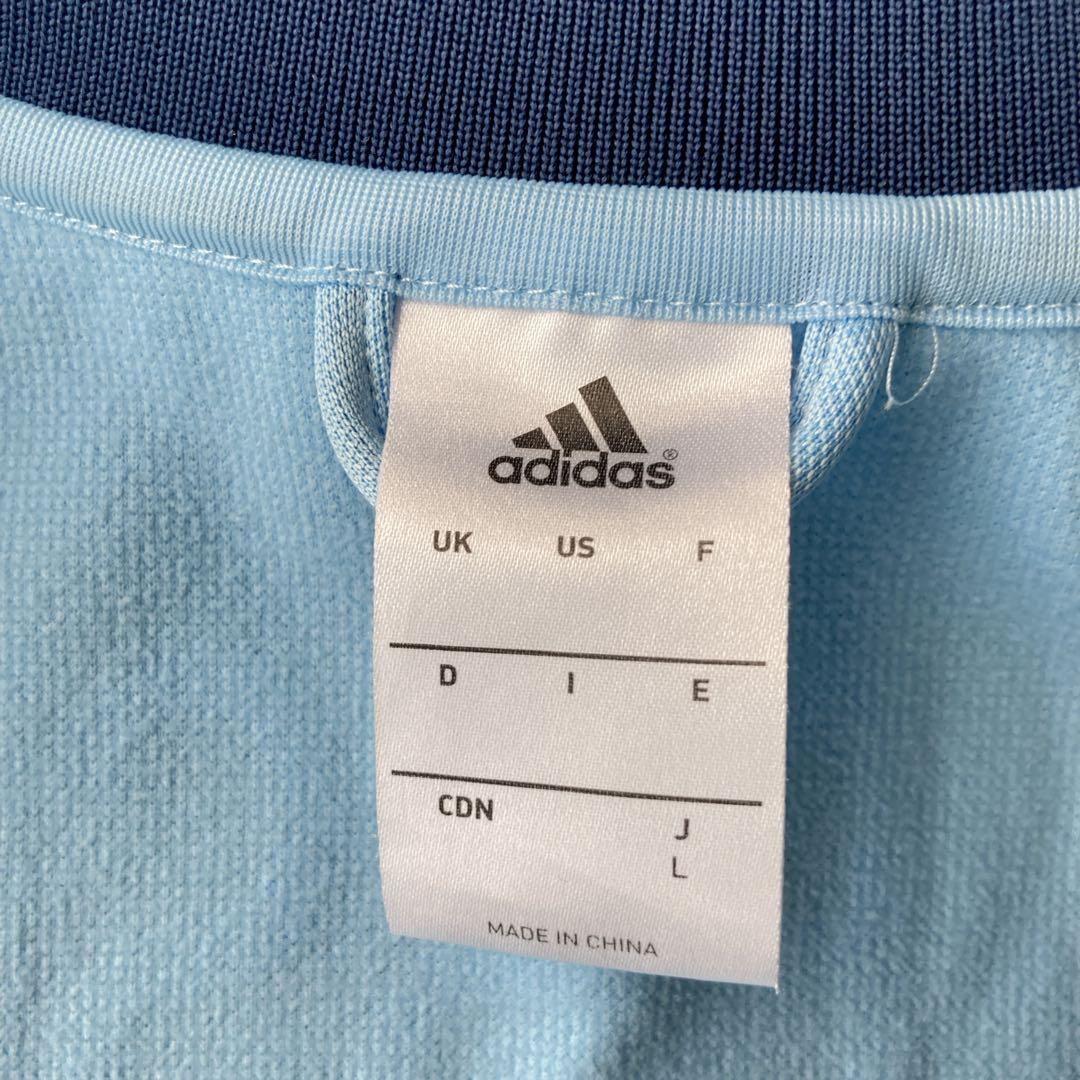 adidas®
UK US F
D I E
CDN J
L
MADE IN CHINA